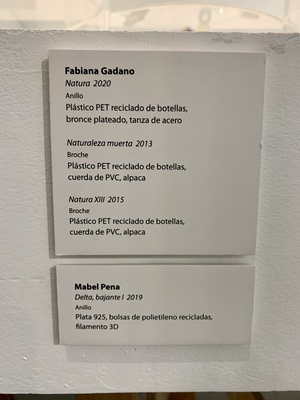 Fabiana Gadano
Natura 2020
Anillo
Plástico PET reciclado de botellas,
bronce plateado, tanza de acero
Naturaleza muerta 2013
Broche
Plástico PET reciclado de botellas,
cuerda de PVC, alpaca
Natura XIII 2015
Broche
Plástico PET reciclado de botellas,
cuerda de PVC, alpaca
Mabel Pena
Delta, bajante I 2019
Anillo
Plata 925, bolsas de polietileno recicladas,
filamento 3D